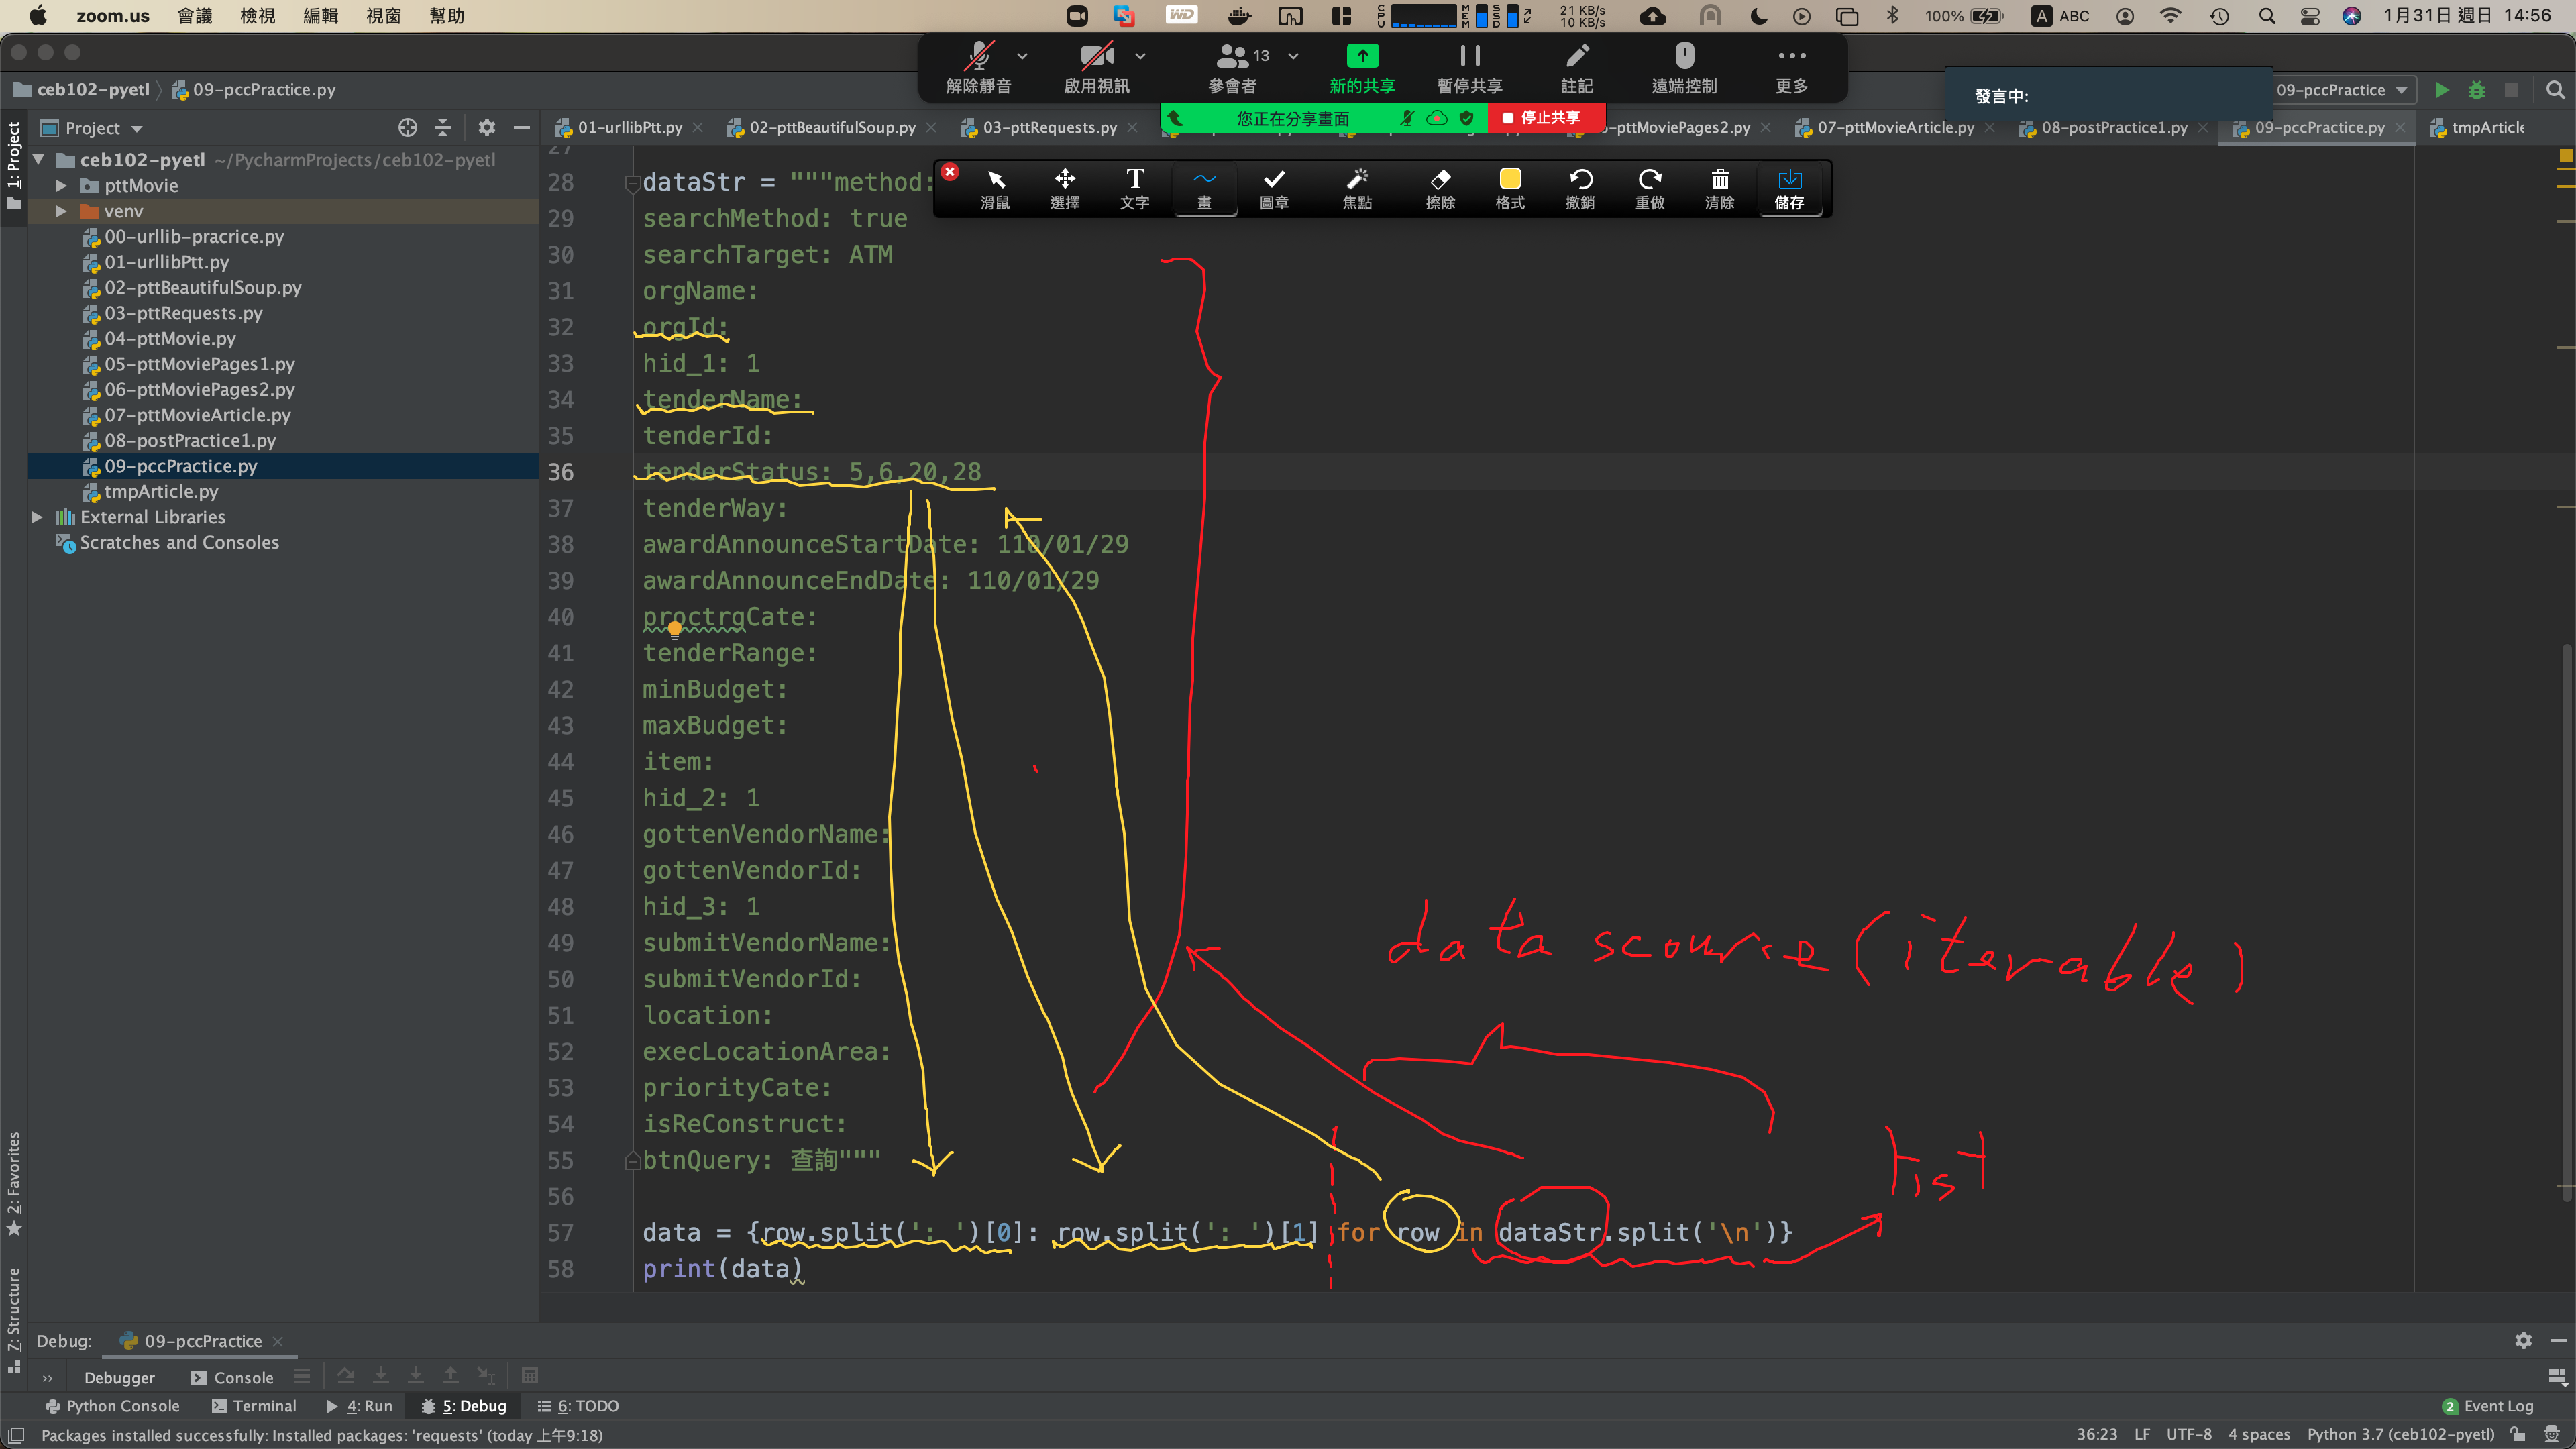 zoom.us 會議 檢視 編輯 視窗 幫助
CPU MEM SSD 21 KB/s 10 KB/s 100% A ABC 1月31日 週日 14:56
解除靜音 啟用視訊 13 參會者 新的共享 暫停共享 註記 遠端控制 更多
ceb102-pyetl 09-pccPractice.py
發言中:
09-pccPractice
您正在分享畫面 停止共享
Project
01-urllibPtt.py 02-pttBeautifulSoup.py 03-pttRequests.py -pttMoviePages2.py 07-pttMovieArticle.py 08-postPractice1.py 09-pccPractice.py tmpArticle
滑鼠 選擇 文字 畫 圖章 焦點 擦除 格式 撤銷 重做 清除 儲存
1: Project
ceb102-pyetl ~/PycharmProjects/ceb102-pyetl
pttMovie
venv
00-urllib-pracrice.py
01-urllibPtt.py
02-pttBeautifulSoup.py
03-pttRequests.py
04-pttMovie.py
05-pttMoviePages1.py
06-pttMoviePages2.py
07-pttMovieArticle.py
08-postPractice1.py
09-pccPractice.py
tmpArticle.py
External Libraries
Scratches and Consoles
2: Favorites
7: Structure
27
28 dataStr = """method:
29 searchMethod: true
30 searchTarget: ATM
31 orgName:
32 orgId:
33 hid_1: 1
34 tenderName:
35 tenderId:
36 tenderStatus: 5,6,20,28
37 tenderWay:
38 awardAnnounceStartDate: 110/01/29
39 awardAnnounceEndDate: 110/01/29
40 proctrgCate:
41 tenderRange:
42 minBudget:
43 maxBudget:
44 item:
45 hid_2: 1
46 gottenVendorName:
47 gottenVendorId:
48 hid_3: 1
49 submitVendorName:
50 submitVendorId:
51 location:
52 execLocationArea:
53 priorityCate:
54 isReConstruct:
55 btnQuery: 查詢"""
56
57 data = {row.split(': ')[0]: row.split(': ')[1] for row in dataStr.split('\n')}
58 print(data)
data scourse (iterable)
list
Debug: 09-pccPractice
Debugger Console
Python Console Terminal 4: Run 5: Debug 6: TODO 2 Event Log
Packages installed successfully: Installed packages: 'requests' (today 上午9:18) 36:23 LF UTF-8 4 spaces Python 3.7 (ceb102-pyetl)